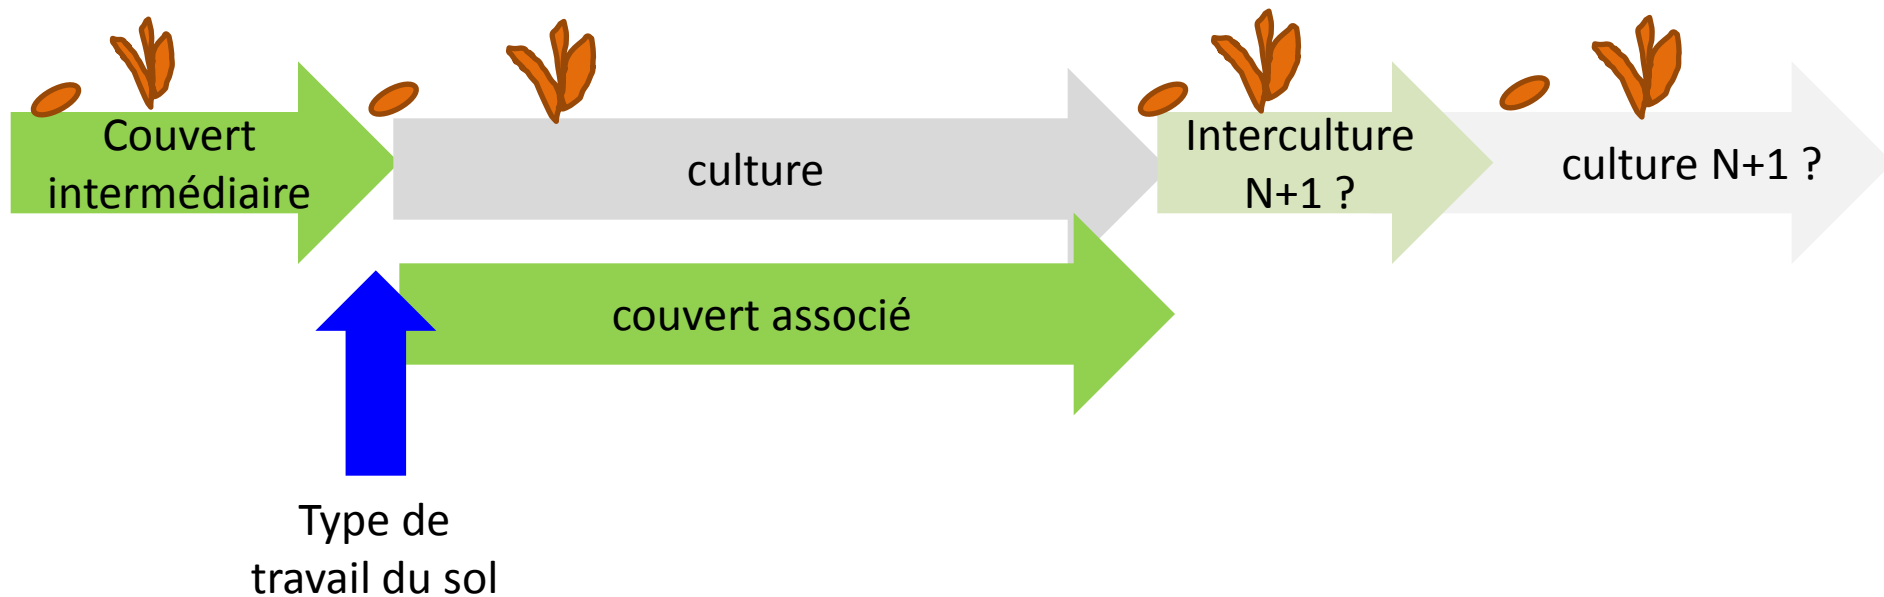 Couvert
intermédiaire
culture
Interculture
N+1 ?
culture N+1 ?
couvert associé
Type de
travail du sol